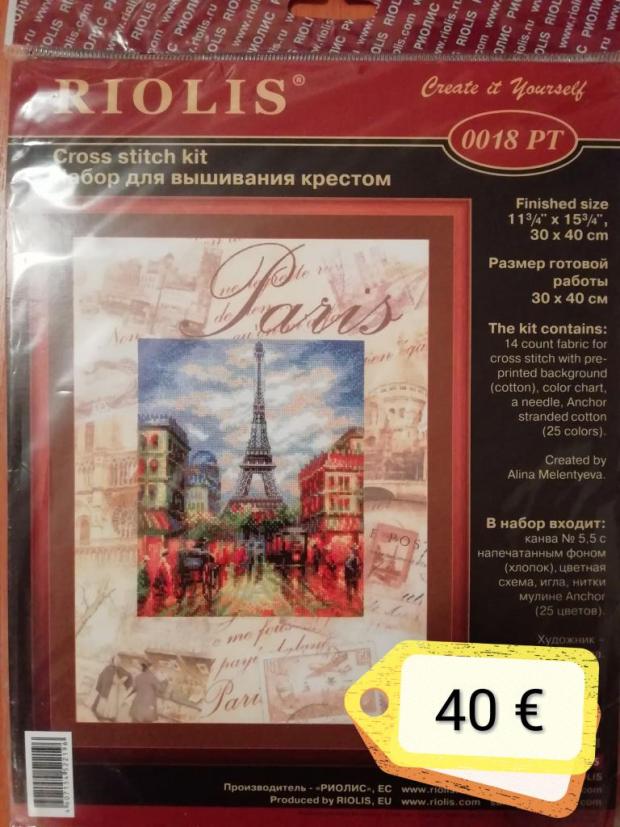 RIOLIS®
Create it Yourself
0018 PT
Cross stitch kit
Набор для вышивания крестом
Finished size
11¾" x 15¾",
30 x 40 cm
Размер готовой
работы
30 x 40 см
The kit contains:
14 count fabric for
cross stitch with pre-
printed background
(cotton), color chart,
a needle, Anchor
stranded cotton
(25 colors).
Created by
Alina Melentyeva.
В набор входит:
канва № 5,5 с
напечатанным фоном
(хлопок), цветная
схема, игла, нитки
мулине Anchor
(25 цветов).
Художник –
Paris
Paris
40 €
Производитель - «РИОЛИС», ЕС
Produced by RIOLIS, EU
www.riolis.
www.riolis.